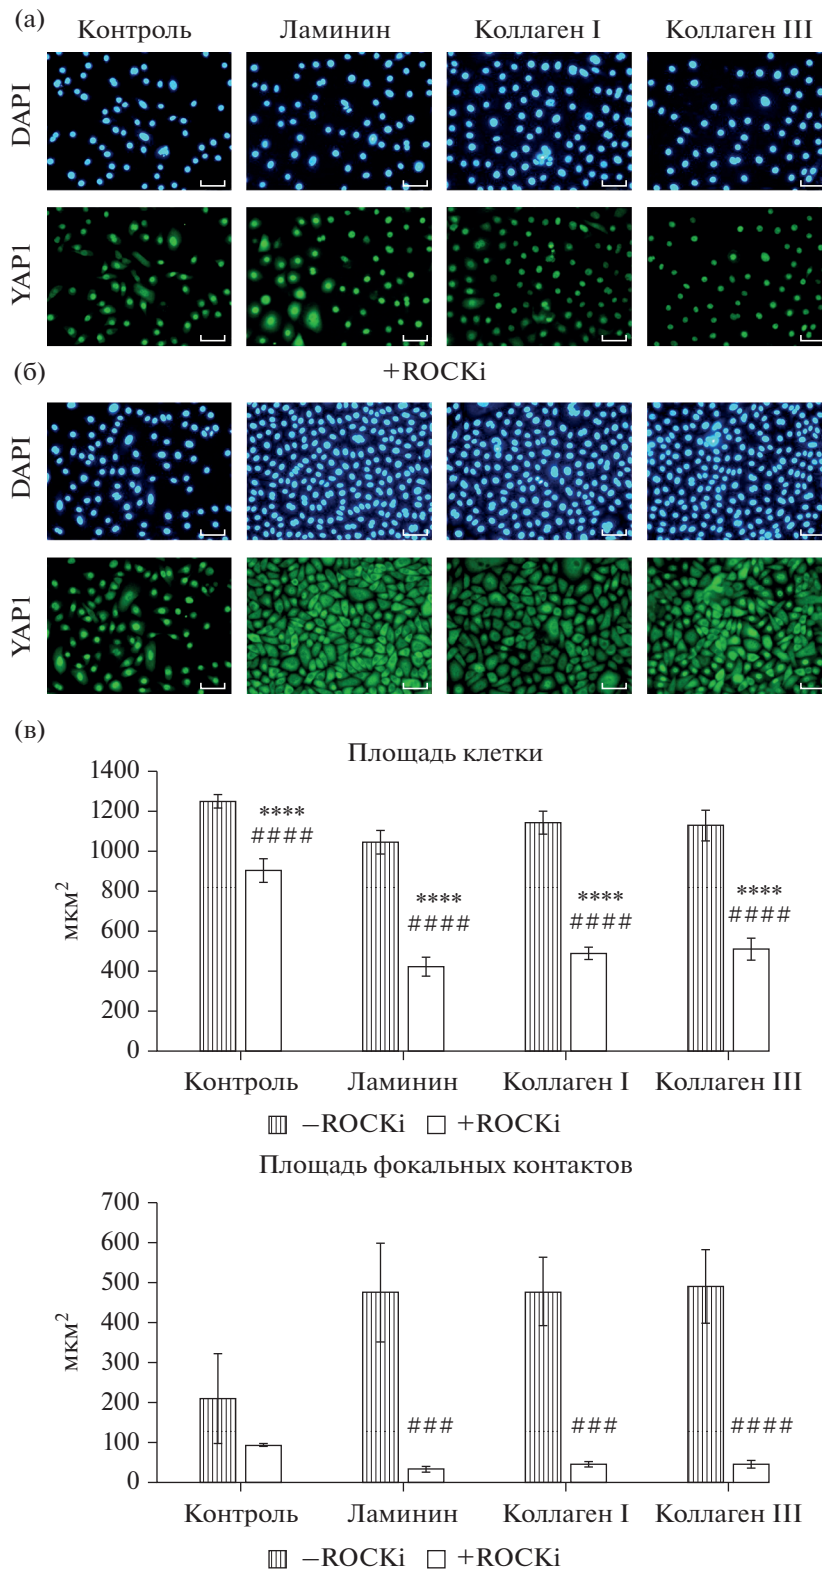 (а)
Контроль Ламинин Коллаген I Коллаген III
DAPI
YAP1
(б)
+ROCKi
DAPI
YAP1
(в)
Площадь клетки
мкм²
1400
1200
1000
800
600
400
200
0
****
####
****
####
****
####
****
####
Контроль Ламинин Коллаген I Коллаген III
−ROCKi +ROCKi
Площадь фокальных контактов
мкм²
700
600
500
400
300
200
100
0
### ### ####
Контроль Ламинин Коллаген I Коллаген III
−ROCKi +ROCKi